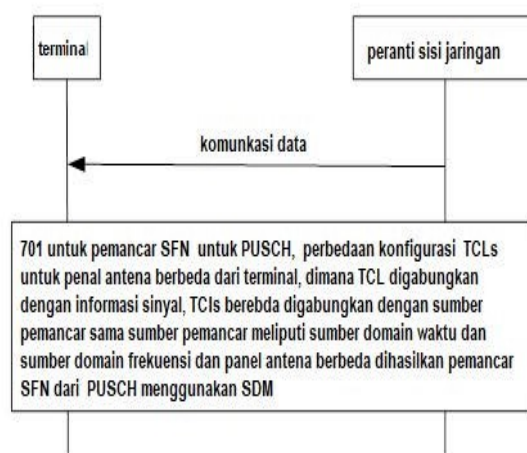 terminal
peranti sisi jaringan
komunkasi data
701 untuk pemancar SFN untuk PUSCH, perbedaan konfigurasi TCLs
untuk penal antena berbeda dari terminal, dimana TCL digabungkan
dengan informasi sinyal, TCIs berebda digabungkan dengan sumber
pemancar sama sumber pemancar meliputi sumber domain waktu dan
sumber domain frekuensi dan panel antena berbeda dihasilkan pemancar
SFN dari PUSCH menggunakan SDM